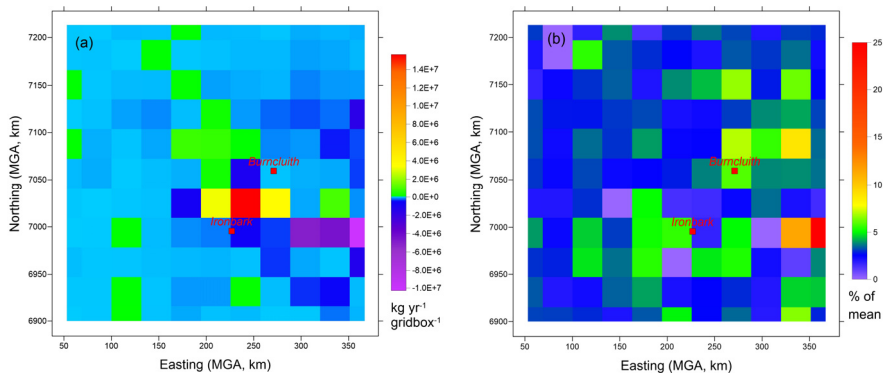 (a)
7200
7150
7100
7050
7000
6950
6900
Northing (MGA, km)
50 100 150 200 250 300 350
Easting (MGA, km)
Burncluith
Ironbark
1.4E+7
1.2E+7
1.0E+7
8.0E+6
6.0E+6
4.0E+6
2.0E+6
0.0E+0
-2.0E+6
-4.0E+6
-6.0E+6
-8.0E+6
-1.0E+7
kg yr⁻¹
gridbox⁻¹
(b)
7200
7150
7100
7050
7000
6950
6900
Northing (MGA, km)
50 100 150 200 250 300 350
Easting (MGA, km)
Burncluith
Ironbark
25
20
15
10
5
0
% of
mean